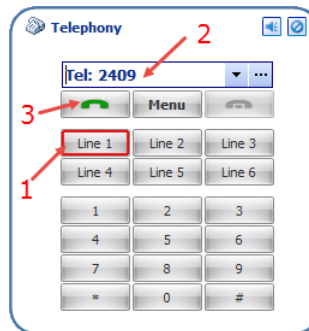 Telephony
2
Tel: 2409 ...
3 Menu
Line 1 Line 2 Line 3
Line 4 Line 5 Line 6
1
1 2 3
4 5 6
7 8 9
* 0 #